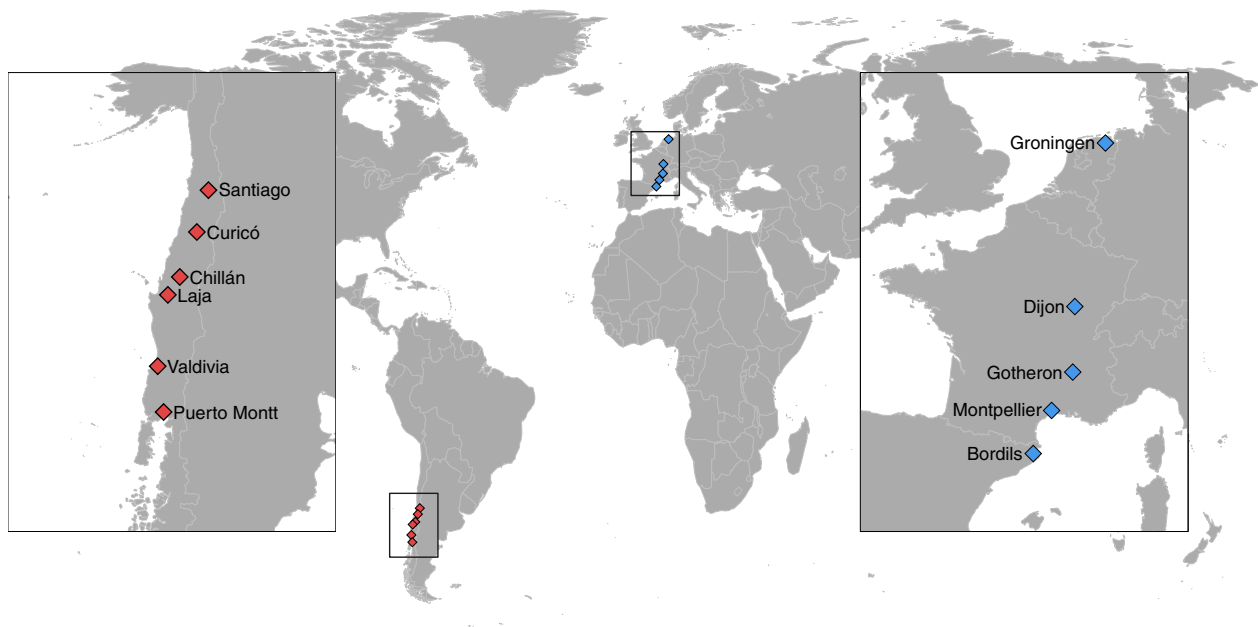 Santiago
Curicó
Chillán
Laja
Valdivia
Puerto Montt
Groningen
Dijon
Gotheron
Montpellier
Bordils